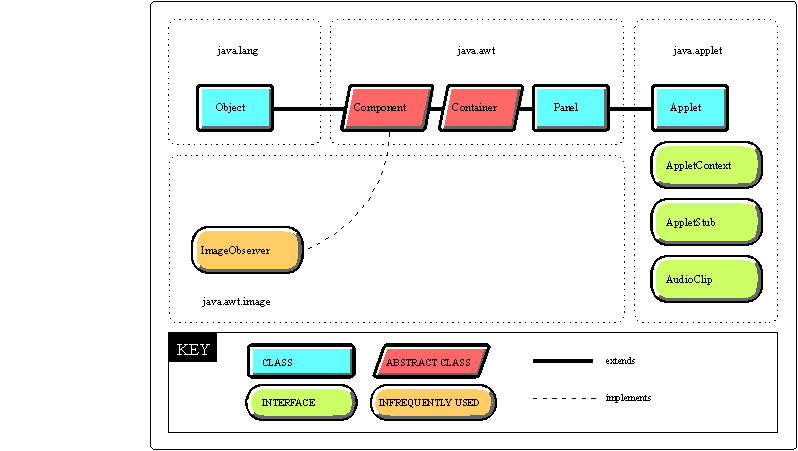 java.lang
java.awt
java.applet
Object
Component
Container
Panel
Applet
AppletContext
AppletStub
ImageObserver
AudioClip
java.awt.image
KEY
CLASS
ABSTRACT CLASS
extends
INTERFACE
INFREQUENTLY USED
implements